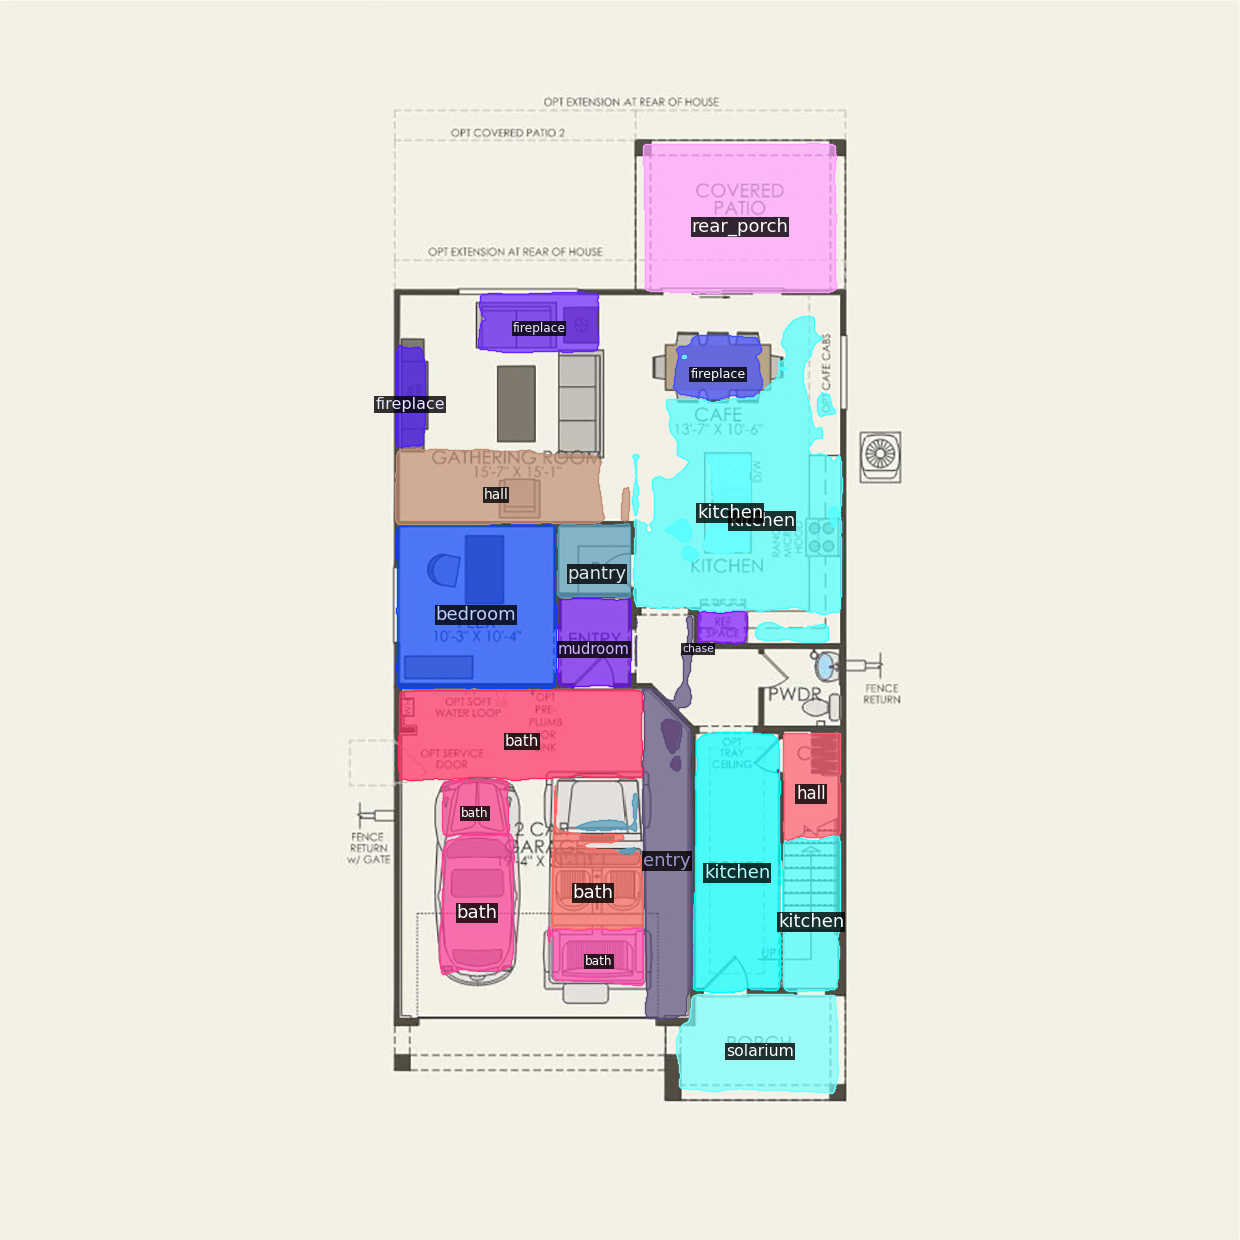 OPT EXTENSION AT REAR OF HOUSE
OPT COVERED PATIO 2
COVERED
PATIO
rear_porch
OPT EXTENSION AT REAR OF HOUSE
fireplace
fireplace
fireplace
OPT CAFE CABS
CAFE
13'-7" X 10'-6"
GATHERING ROOM
15'-7" X 15'-1"
D/W
hall
kitchen
kitchen
RANGE
MICRO
HOOD
KITCHEN
pantry
bedroom
FLEX
10'-3" X 10'-4"
ENTRY
mudroom
REF
SPACE
chase
PWDR
FENCE
RETURN
OPT SOFT
WATER LOOP
OPT
PRE-
PLUMB
FOR
SINK
bath
OPT SERVICE
DOOR
OPT
TRAY
CEILING
hall
bath
2 CAR
GARAGE
FENCE
RETURN
w/ GATE
entry
kitchen
bath
bath
kitchen
UP
bath
PORCH
solarium